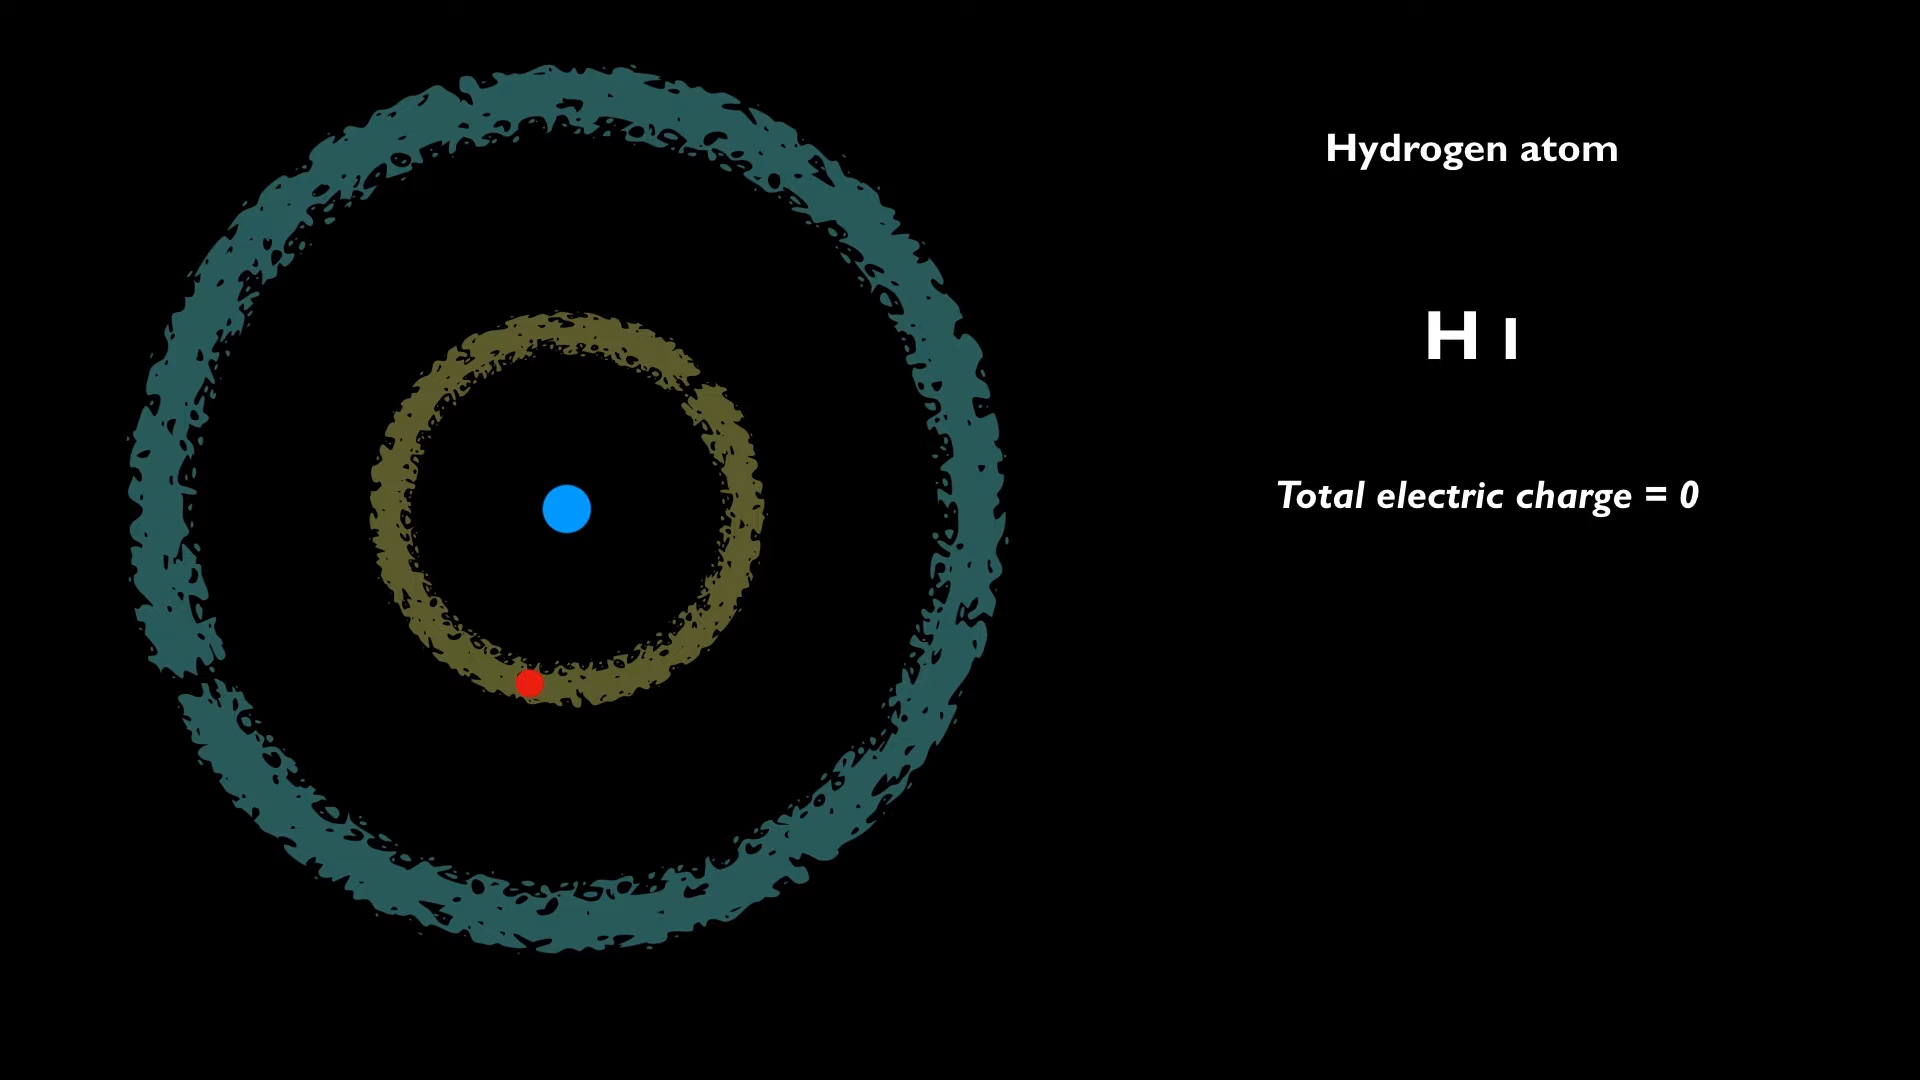 Hydrogen atom
H I
Total electric charge = 0